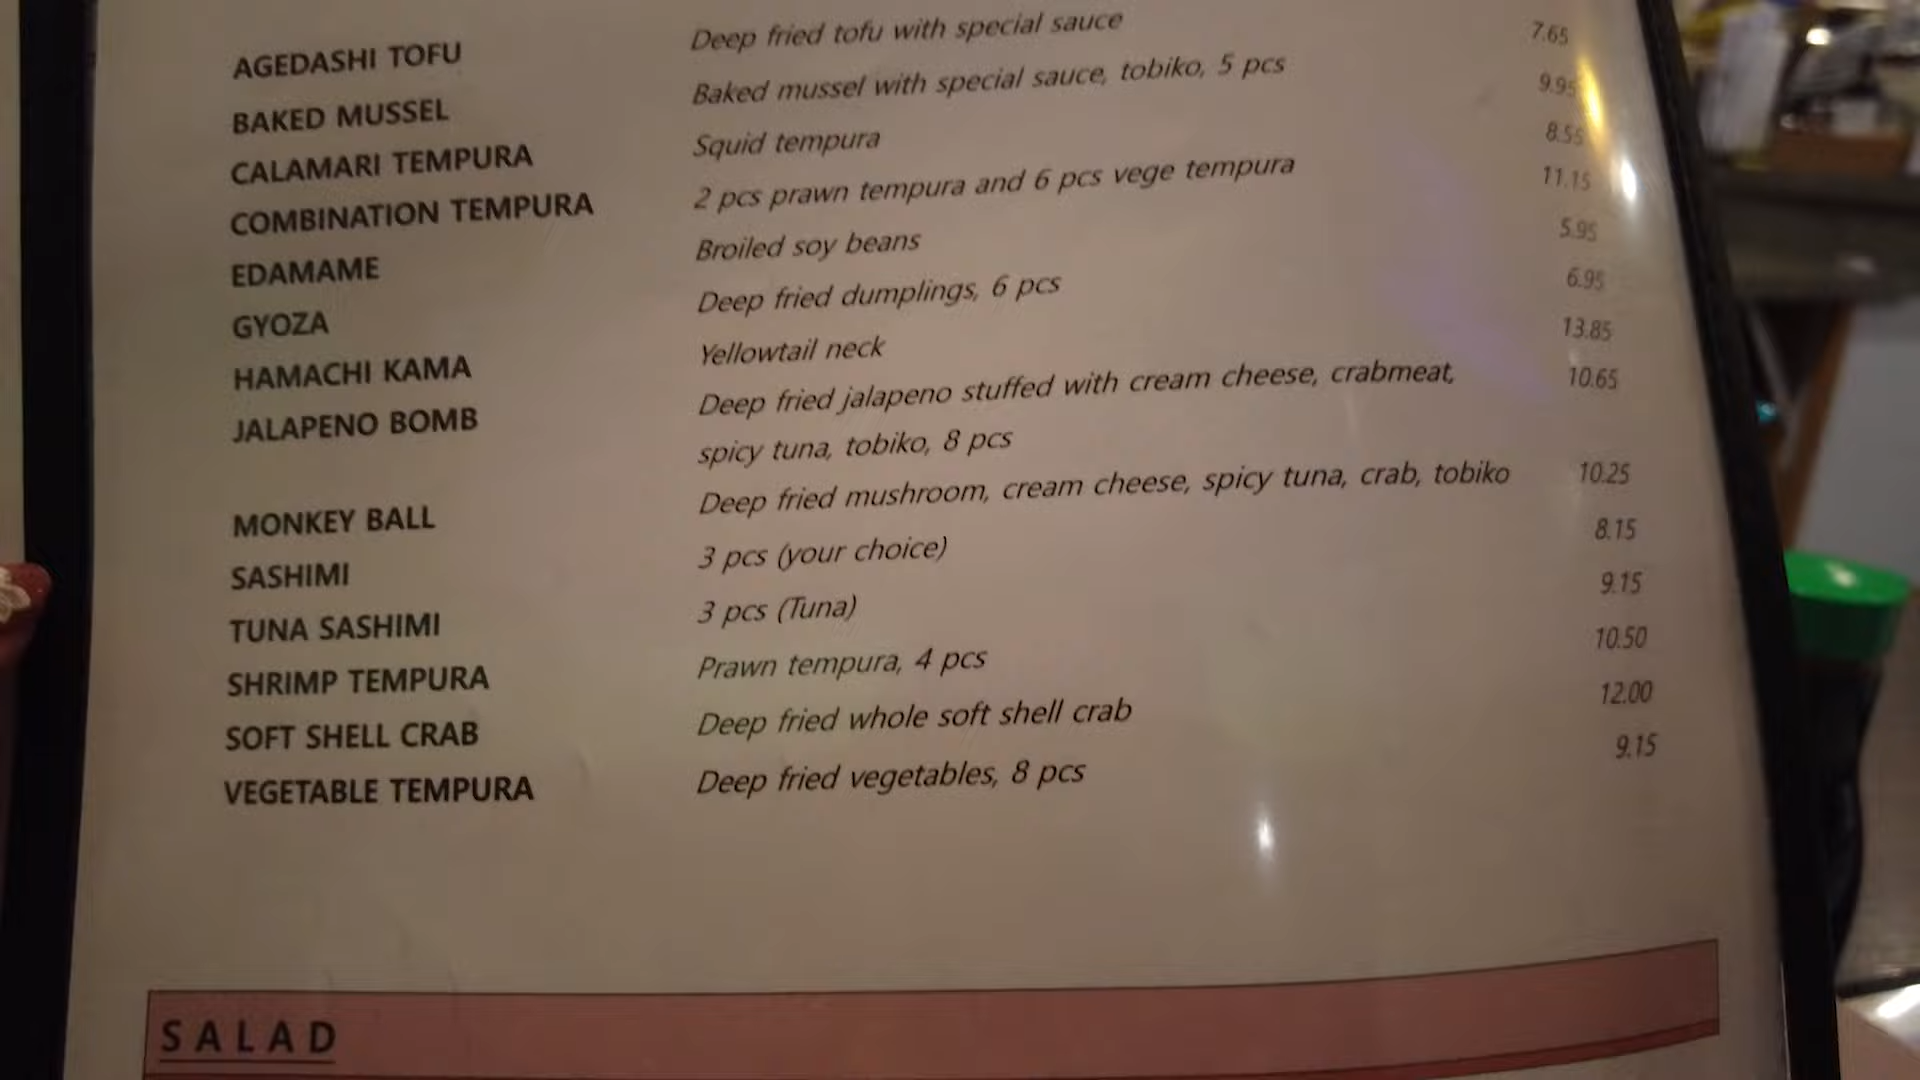 AGEDASHI TOFU Deep fried tofu with special sauce 7.65
BAKED MUSSEL Baked mussel with special sauce, tobiko, 5 pcs 9.95
CALAMARI TEMPURA Squid tempura 8.55
COMBINATION TEMPURA 2 pcs prawn tempura and 6 pcs vege tempura 11.15
EDAMAME Broiled soy beans 5.95
GYOZA Deep fried dumplings, 6 pcs 6.95
HAMACHI KAMA Yellowtail neck 13.85
JALAPENO BOMB Deep fried jalapeno stuffed with cream cheese, crabmeat, 10.65
spicy tuna, tobiko, 8 pcs
MONKEY BALL Deep fried mushroom, cream cheese, spicy tuna, crab, tobiko 10.25
SASHIMI 3 pcs (your choice) 8.15
TUNA SASHIMI 3 pcs (Tuna) 9.15
SHRIMP TEMPURA Prawn tempura, 4 pcs 10.50
SOFT SHELL CRAB Deep fried whole soft shell crab 12.00
VEGETABLE TEMPURA Deep fried vegetables, 8 pcs 9.15
SALAD